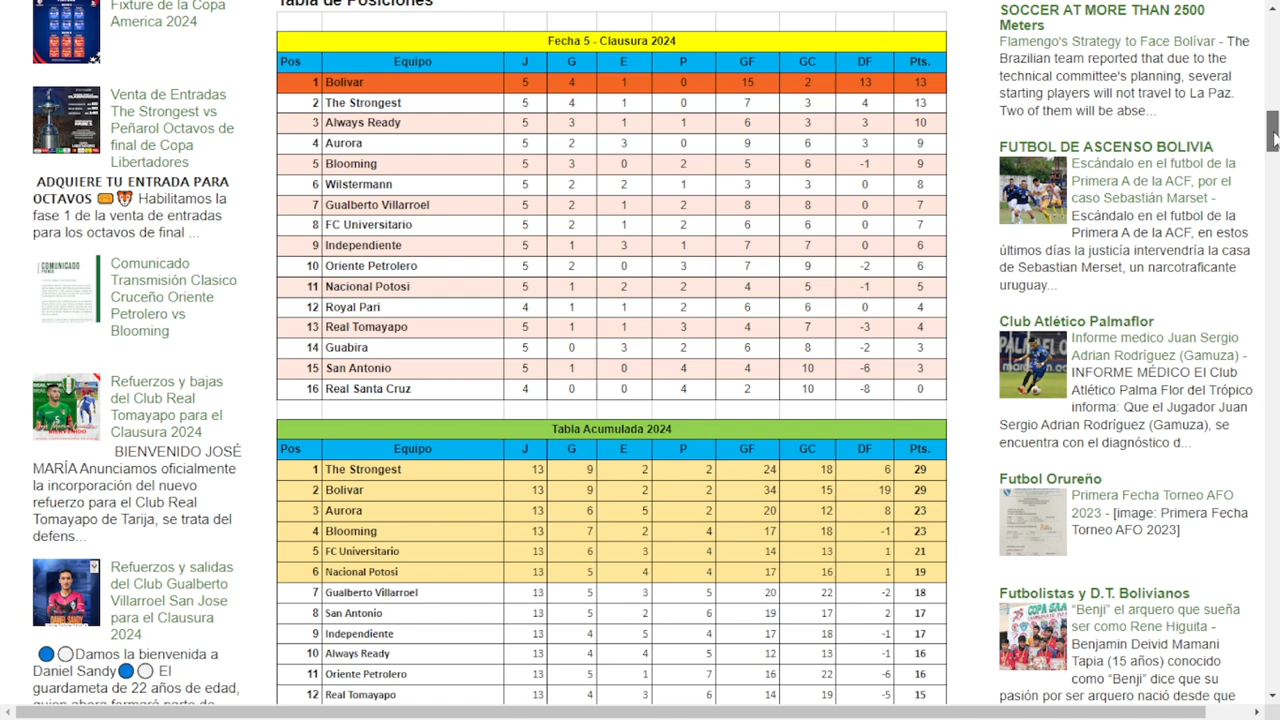 Tabla de Posiciones
Fixture de la Copa
America 2024
Venta de Entradas
The Strongest vs
Peñarol Octavos de
final de Copa
Libertadores
ADQUIERE TU ENTRADA PARA
OCTAVOS 🎫 🐯 Habilitamos la
fase 1 de la venta de entradas
para los octavos de final ...
COMUNICADO
Comunicado
Transmisión Clasico
Cruceño Oriente
Petrolero vs
Blooming
Refuerzos y bajas
del Club Real
Tomayapo para el
Clausura 2024
BIENVENIDO JOSÉ
MARÍA Anunciamos oficialmente
la incorporación del nuevo
refuerzo para el Club Real
Tomayapo de Tarija, se trata del
defens...
Refuerzos y salidas
del Club Gualberto
Villarroel San Jose
para el Clausura
2024
🔵⚪Damos la bienvenida a
Daniel Sandy🔵⚪ El
guardameta de 22 años de edad,
quien ahora formará parte de
Fecha 5 - Clausura 2024
Pos Equipo J G E P GF GC DF Pts.
1 Bolivar 5 4 1 0 15 2 13 13
2 The Strongest 5 4 1 0 7 3 4 13
3 Always Ready 5 3 1 1 6 3 3 10
4 Aurora 5 2 3 0 9 6 3 9
5 Blooming 5 3 0 2 5 6 -1 9
6 Wilstermann 5 2 2 1 3 3 0 8
7 Gualberto Villarroel 5 2 1 2 8 8 0 7
8 FC Universitario 5 2 1 2 6 6 0 7
9 Independiente 5 1 3 1 7 7 0 6
10 Oriente Petrolero 5 2 0 3 7 9 -2 6
11 Nacional Potosi 5 1 2 2 4 5 -1 5
12 Royal Pari 4 1 1 2 6 6 0 4
13 Real Tomayapo 5 1 1 3 4 7 -3 4
14 Guabira 5 0 3 2 6 8 -2 3
15 San Antonio 5 1 0 4 4 10 -6 3
16 Real Santa Cruz 4 0 0 4 2 10 -8 0
Tabla Acumulada 2024
Pos Equipo J G E P GF GC DF Pts.
1 The Strongest 13 9 2 2 24 18 6 29
2 Bolivar 13 9 2 2 34 15 19 29
3 Aurora 13 6 5 2 20 12 8 23
4 Blooming 13 7 2 4 17 18 -1 23
5 FC Universitario 13 6 3 4 14 13 1 21
6 Nacional Potosi 13 5 4 4 17 16 1 19
7 Gualberto Villarroel 13 5 3 5 20 22 -2 18
8 San Antonio 13 5 2 6 19 17 2 17
9 Independiente 13 4 5 4 17 18 -1 17
10 Always Ready 13 4 4 5 12 13 -1 16
11 Oriente Petrolero 13 5 1 7 16 22 -6 16
12 Real Tomayapo 13 4 3 6 14 19 -5 15
SOCCER AT MORE THAN 2500
Meters
Flamengo's Strategy to Face Bolívar - The
Brazilian team reported that due to the
technical committee's planning, several
starting players will not travel to La Paz.
Two of them will be abse...
FUTBOL DE ASCENSO BOLIVIA
Escándalo en el futbol de la
Primera A de la ACF, por el
caso Sebastián Marset -
Escándalo en el futbol de la
Primera A de la ACF, en estos
últimos días la justicía intervendría la casa
de Sebastian Merset, un narcotrafícante
uruguay...
Club Atlético Palmaflor
Informe medico Juan Sergio
Adrian Rodríguez (Gamuza) -
INFORME MÉDICO El Club
Atlético Palma Flor del Trópico
informa: Que el Jugador Juan
Sergio Adrian Rodríguez (Gamuza), se
encuentra con el diagnóstico d...
Futbol Orureño
Primera Fecha Torneo AFO
2023 - [image: Primera Fecha
Torneo AFO 2023]
Futbolistas y D.T. Bolivianos
“Benji” el arquero que sueña
ser como Rene Higuita -
Benjamin Deivid Mamani
Tapia (15 años) conocido
como “Benji” dice que su
pasión por ser arquero nació desde que